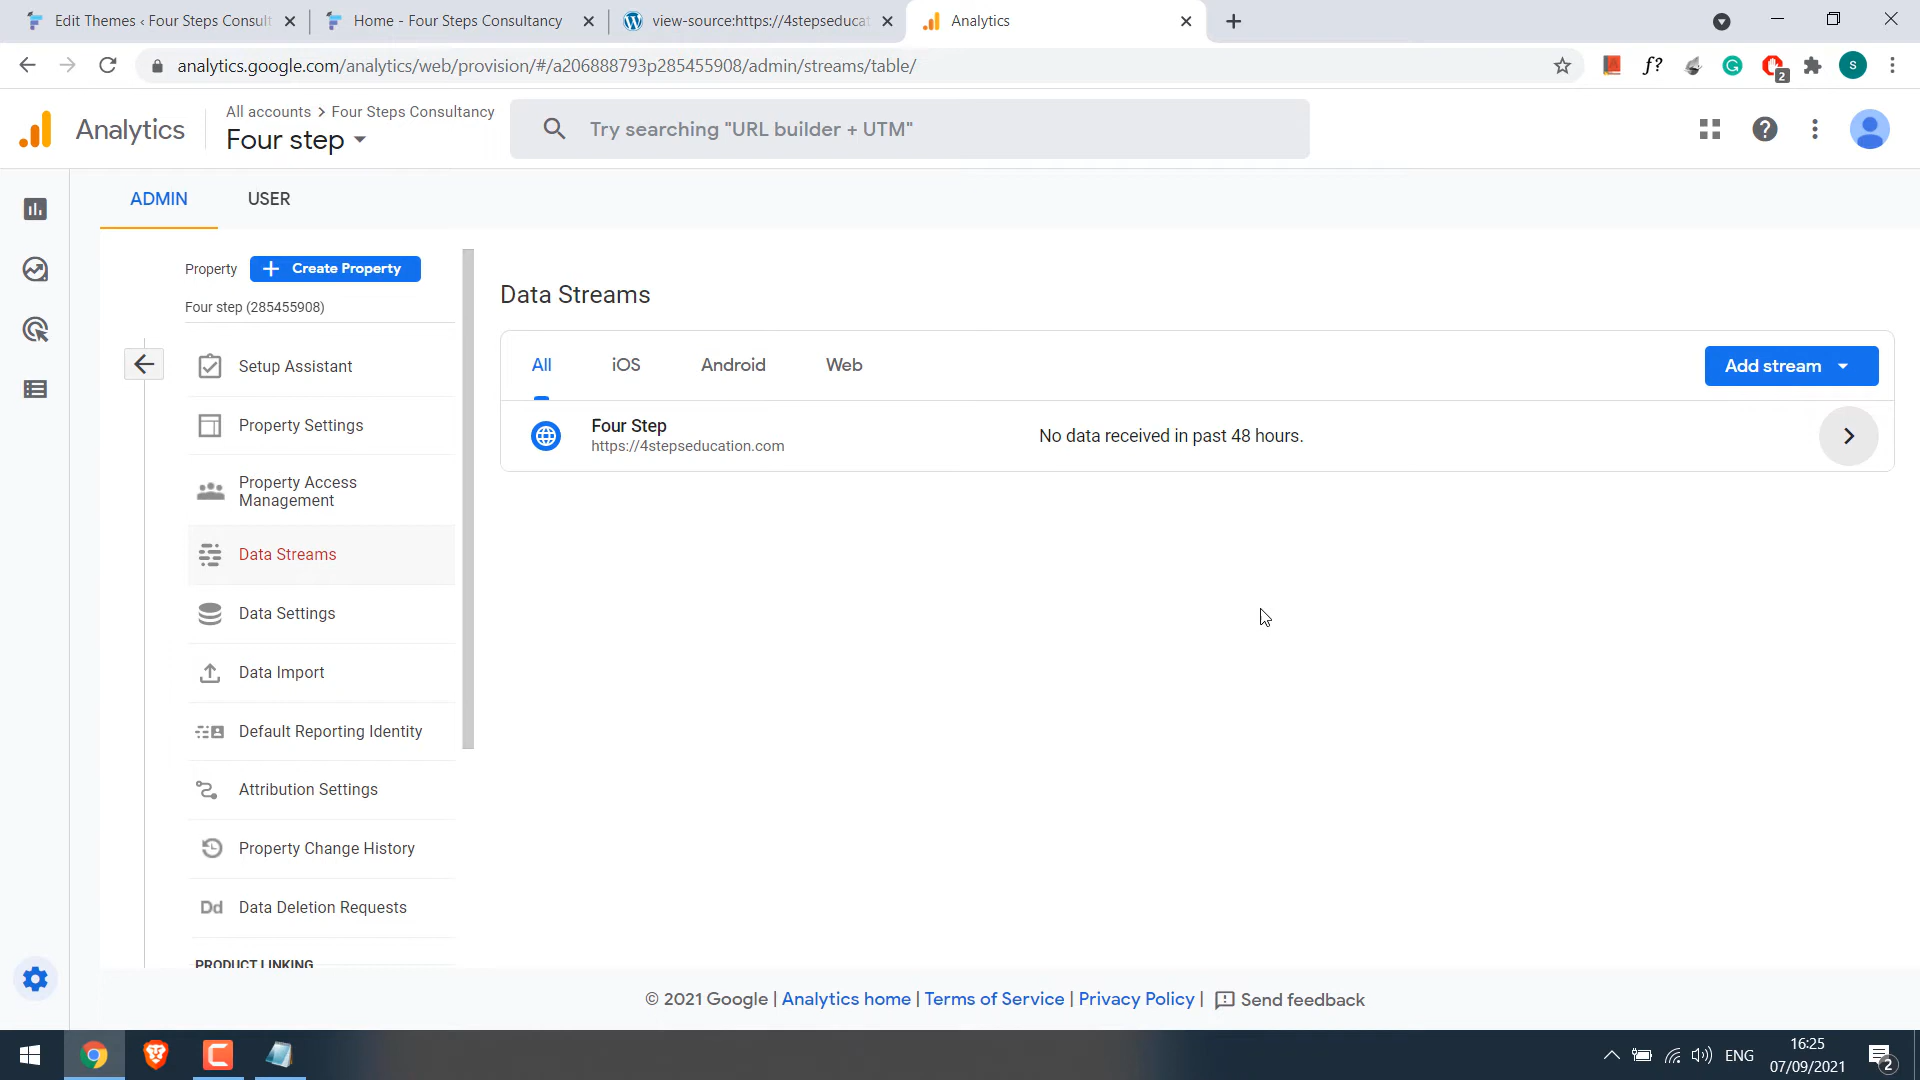 Edit Themes ‹ Four Steps Consult
Home - Four Steps Consultancy
view-source:https://4stepseducat
Analytics
analytics.google.com/analytics/web/provision/#/a206888793p285455908/admin/streams/table/
f?
2
S
Analytics
All accounts > Four Steps Consultancy
Four step
Try searching "URL builder + UTM"
ADMIN
USER
Property
Create Property
Four step (285455908)
Setup Assistant
Property Settings
Property Access
Management
Data Streams
Data Settings
Data Import
Default Reporting Identity
Attribution Settings
Property Change History
Dd Data Deletion Requests
PRODUCT LINKING
Data Streams
All
iOS
Android
Web
Add stream
Four Step
https://4stepseducation.com
No data received in past 48 hours.
© 2021 Google | Analytics home | Terms of Service | Privacy Policy | Send feedback
ENG
16:25
07/09/2021
2